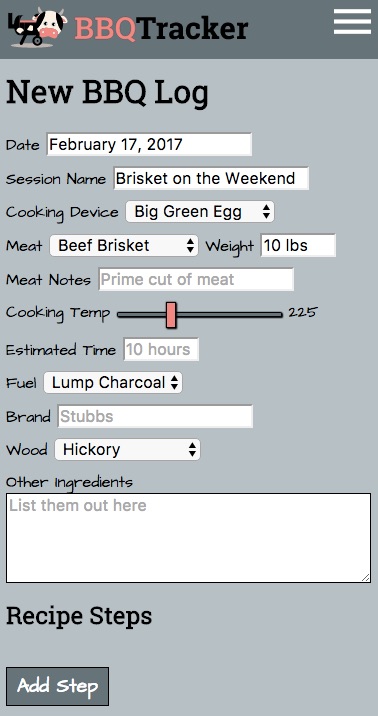 BBQTracker
New BBQ Log
Date February 17, 2017
Session Name Brisket on the Weekend
Cooking Device Big Green Egg
Meat Beef Brisket Weight 10 lbs
Meat Notes Prime cut of meat
Cooking Temp 225
Estimated Time 10 hours
Fuel Lump Charcoal
Brand Stubbs
Wood Hickory
Other Ingredients
List them out here
Recipe Steps
Add Step